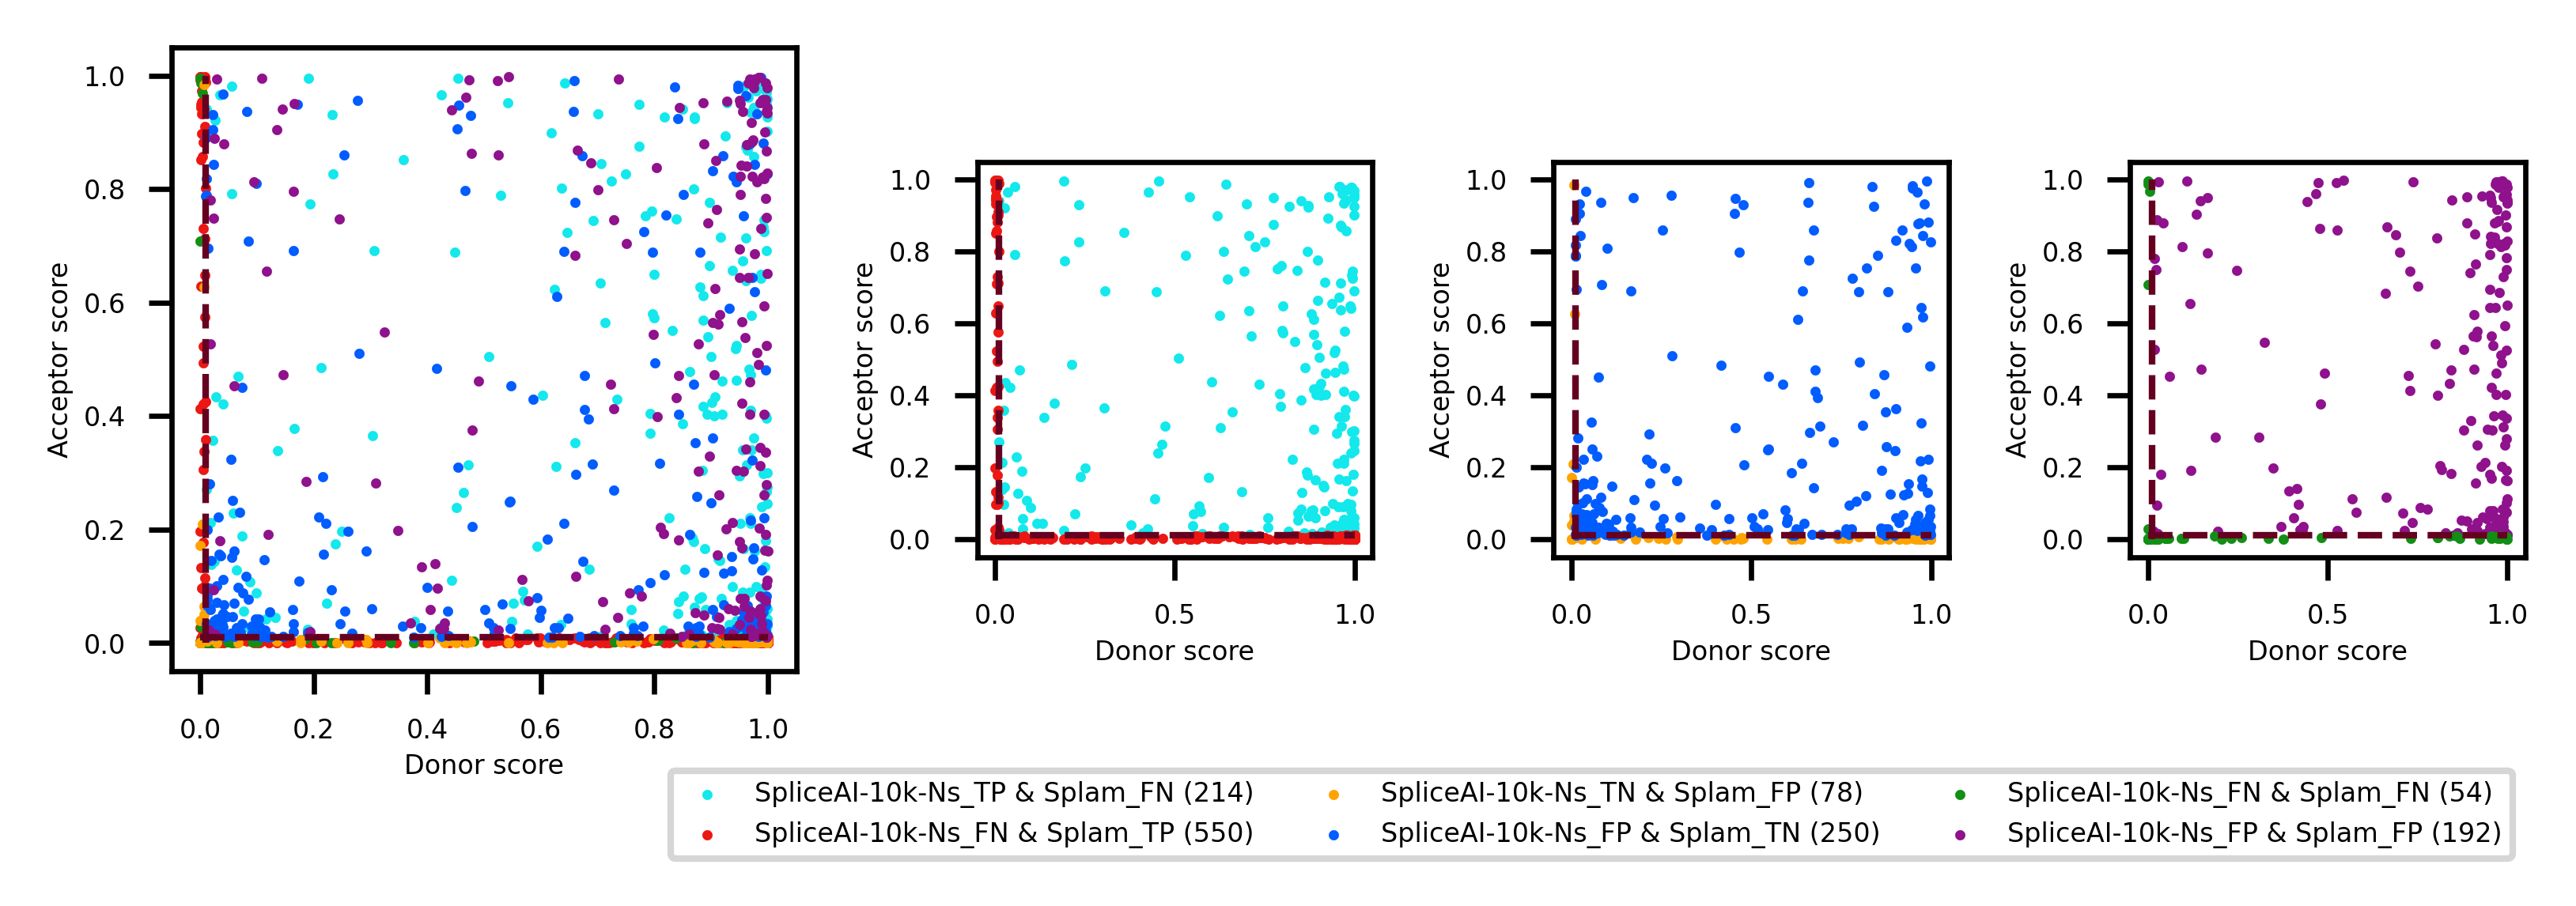 1.0
0.8
0.6
0.4
0.2
0.0
Acceptor score
0.0 0.2 0.4 0.6 0.8 1.0
Donor score
1.0
0.8
0.6
0.4
0.2
0.0
Acceptor score
0.0 0.5 1.0
Donor score
1.0
0.8
0.6
0.4
0.2
0.0
Acceptor score
0.0 0.5 1.0
Donor score
1.0
0.8
0.6
0.4
0.2
0.0
Acceptor score
0.0 0.5 1.0
Donor score
SpliceAI-10k-Ns_TP & Splam_FN (214)
SpliceAI-10k-Ns_FN & Splam_TP (550)
SpliceAI-10k-Ns_TN & Splam_FP (78)
SpliceAI-10k-Ns_FP & Splam_TN (250)
SpliceAI-10k-Ns_FN & Splam_FN (54)
SpliceAI-10k-Ns_FP & Splam_FP (192)